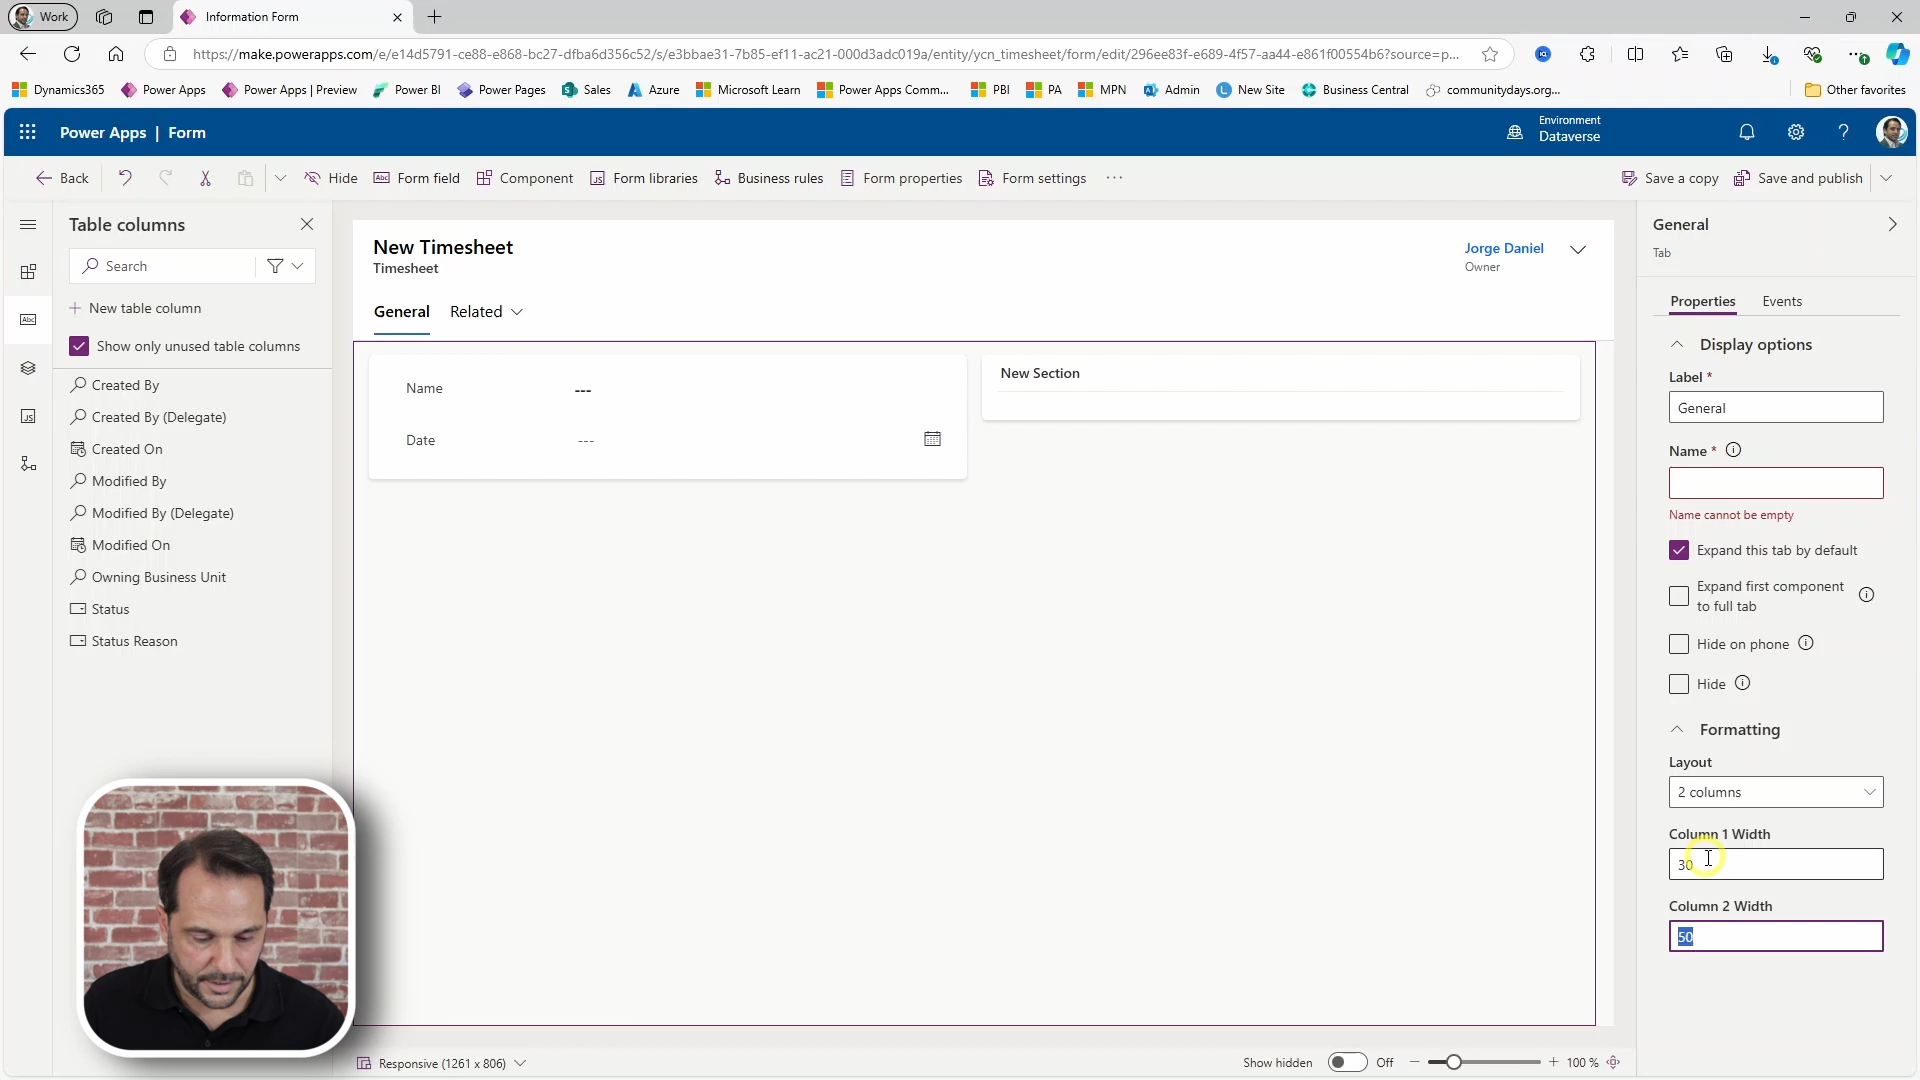 Work
Information Form
https://make.powerapps.com/e/e14d5791-ce88-e868-bc27-dfba6d356c52/s/e3bbae31-7b85-ef11-ac21-000d3adc019a/entity/ycn_timesheet/form/edit/296ee83f-e689-4f57-aa44-e861f00554b6?source=p...
Dynamics365 Power Apps Power Apps | Preview Power BI Power Pages Sales Azure Microsoft Learn Power Apps Comm... PBI PA MPN Admin New Site Business Central communitydays.org... Other favorites
Power Apps | Form
Environment
Dataverse
Back Hide Abc Form field Component JS Form libraries Business rules Form properties Form settings ... Save a copy Save and publish
Table columns
Search
New table column
Abc
Show only unused table columns
Created By
Created By (Delegate)
JS
Created On
Modified By
Modified By (Delegate)
Modified On
Owning Business Unit
Status
Status Reason
New Timesheet
Timesheet
Jorge Daniel
Owner
General Related
Name ---
Date ---
New Section
General
Tab
Properties Events
Display options
Label *
General
Name *
Name cannot be empty
Expand this tab by default
Expand first component
to full tab
Hide on phone
Hide
Formatting
Layout
2 columns
Column 1 Width
30
Column 2 Width
50
Responsive (1261 x 806)
Show hidden Off 100 %